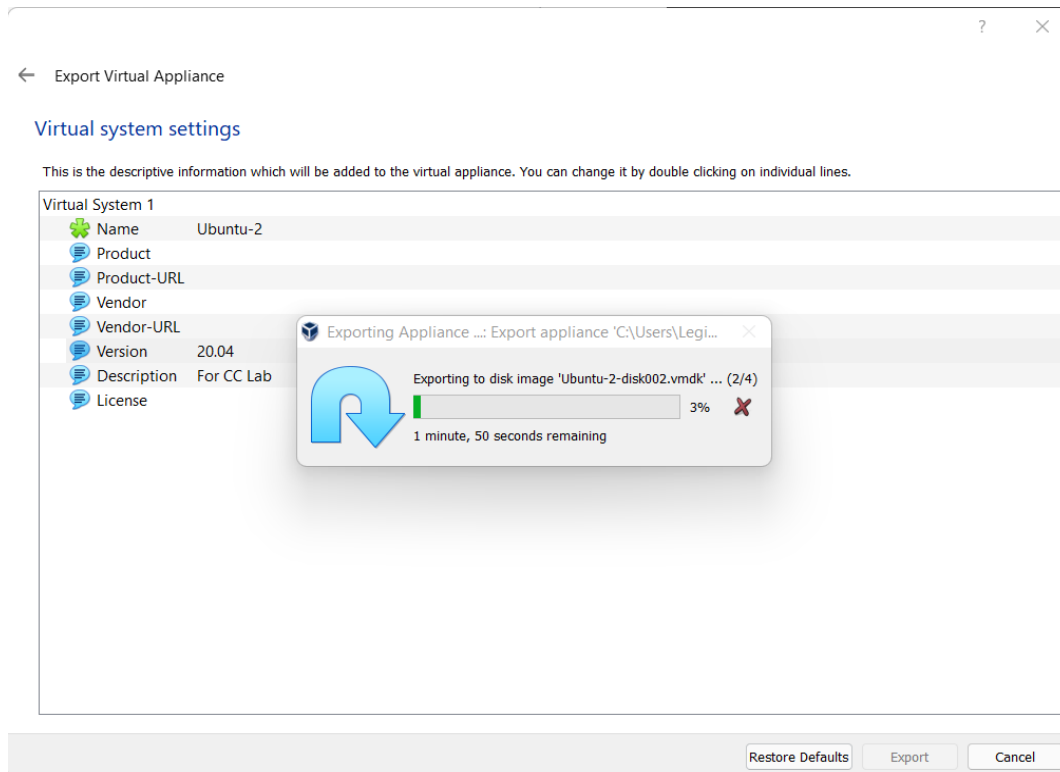 ?
Export Virtual Appliance
Virtual system settings
This is the descriptive information which will be added to the virtual appliance. You can change it by double clicking on individual lines.
Virtual System 1
Name Ubuntu-2
Product
Product-URL
Vendor
Vendor-URL
Version 20.04
Description For CC Lab
License
Exporting Appliance ...: Export appliance 'C:\Users\Legi...
Exporting to disk image 'Ubuntu-2-disk002.vmdk' ... (2/4)
3%
1 minute, 50 seconds remaining
Restore Defaults Export Cancel